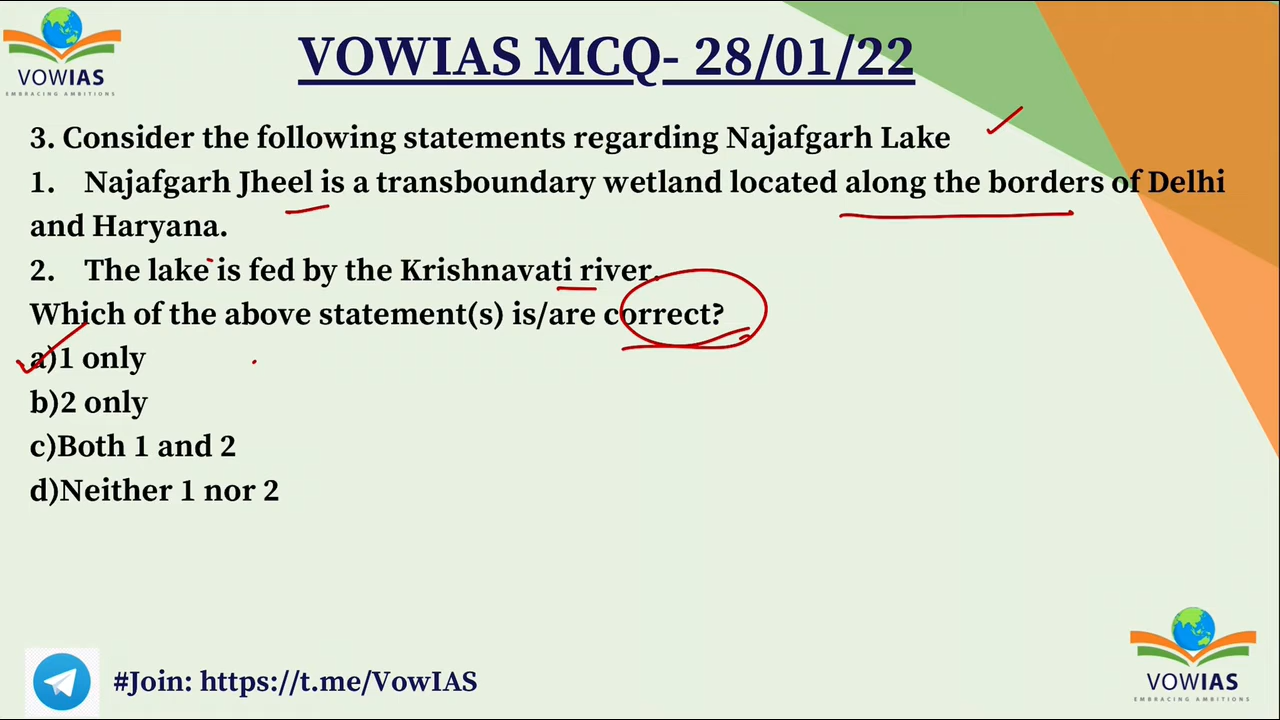 VOWIAS
EMBRACING AMBITIONS
VOWIAS MCQ- 28/01/22
3. Consider the following statements regarding Najafgarh Lake
1. Najafgarh Jheel is a transboundary wetland located along the borders of Delhi
and Haryana.
2. The lake is fed by the Krishnavati river.
Which of the above statement(s) is/are correct?
a)1 only
b)2 only
c)Both 1 and 2
d)Neither 1 nor 2
#Join: https://t.me/VowIAS
VOWIAS
EMBRACING AMBITIONS